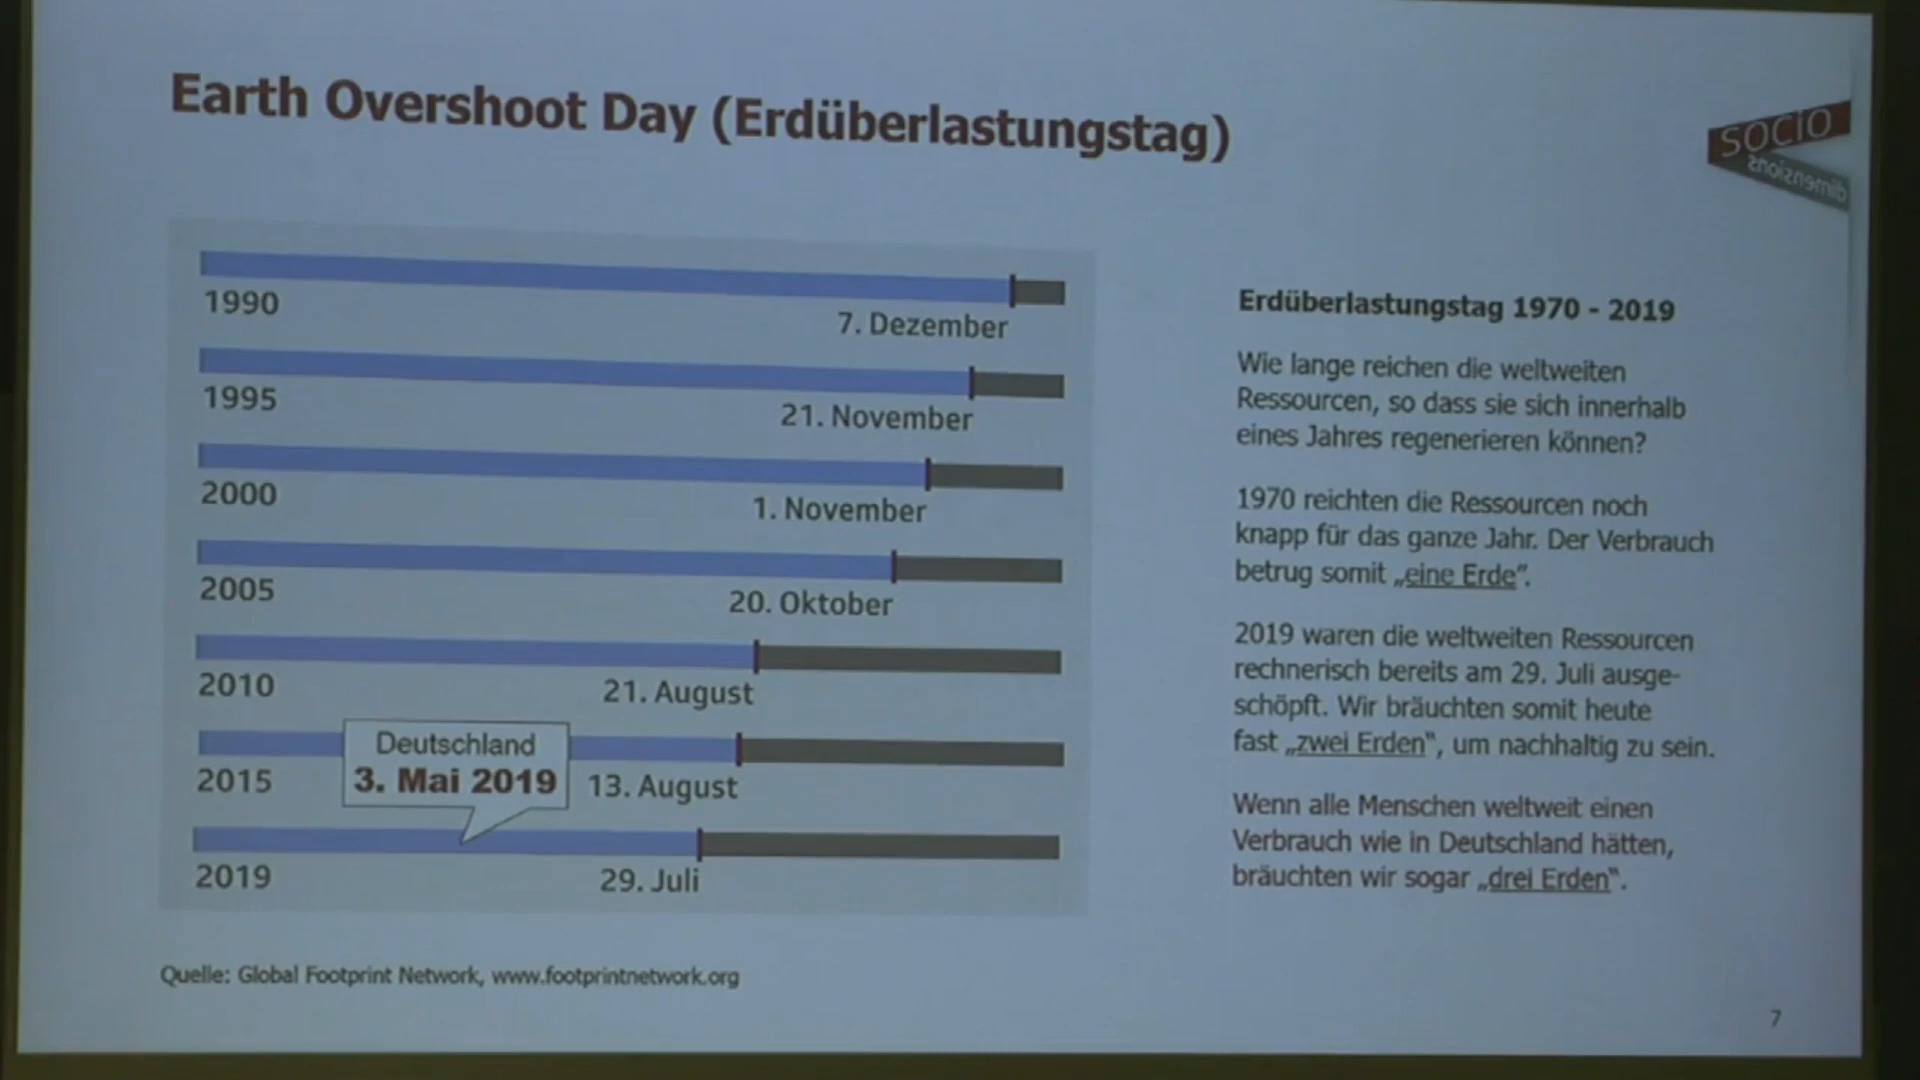 Earth Overshoot Day (Erdüberlastungstag)
SOCIO
dimensions
1990
7. Dezember
1995
21. November
2000
1. November
2005
20. Oktober
2010
21. August
2015
Deutschland
3. Mai 2019
13. August
2019
29. Juli
Quelle: Global Footprint Network, www.footprintnetwork.org
Erdüberlastungstag 1970 - 2019
Wie lange reichen die weltweiten
Ressourcen, so dass sie sich innerhalb
eines Jahres regenerieren können?
1970 reichten die Ressourcen noch
knapp für das ganze Jahr. Der Verbrauch
betrug somit „eine Erde“.
2019 waren die weltweiten Ressourcen
rechnerisch bereits am 29. Juli ausge-
schöpft. Wir bräuchten somit heute
fast „zwei Erden“, um nachhaltig zu sein.
Wenn alle Menschen weltweit einen
Verbrauch wie in Deutschland hätten,
bräuchten wir sogar „drei Erden“.
7